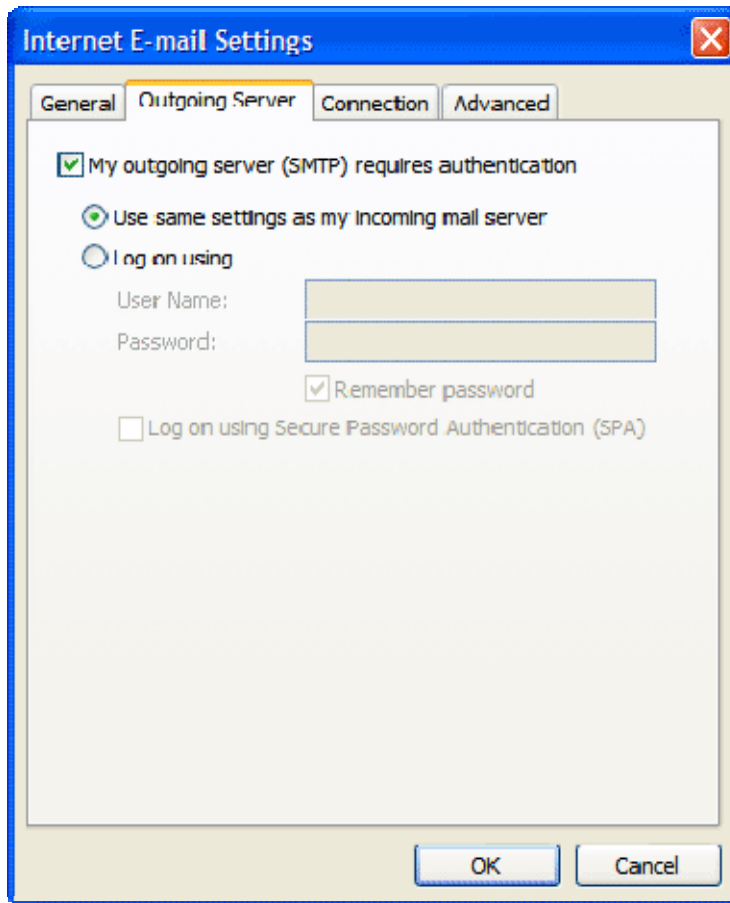 Internet E-mail Settings
General Outgoing Server Connection Advanced
My outgoing server (SMTP) requires authentication
Use same settings as my incoming mail server
Log on using
User Name:
Password:
Remember password
Log on using Secure Password Authentication (SPA)
OK Cancel